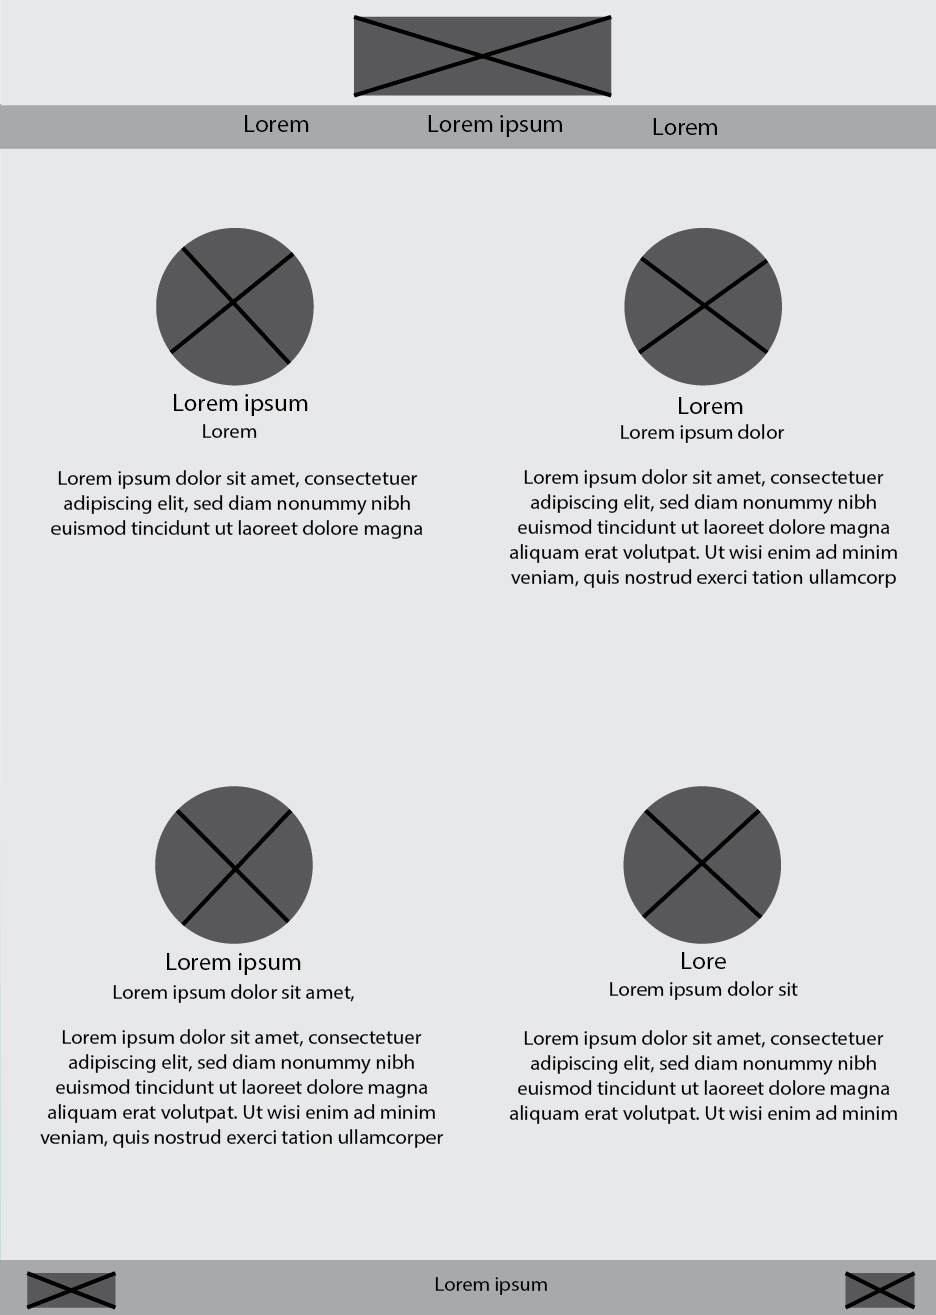 Lorem
Lorem ipsum
Lorem
Lorem ipsum
Lorem
Lorem ipsum dolor sit amet, consectetuer
adipiscing elit, sed diam nonummy nibh
euismod tincidunt ut laoreet dolore magna
Lorem
Lorem ipsum dolor
Lorem ipsum dolor sit amet, consectetuer
adipiscing elit, sed diam nonummy nibh
euismod tincidunt ut laoreet dolore magna
aliquam erat volutpat. Ut wisi enim ad minim
veniam, quis nostrud exerci tation ullamcorp
Lorem ipsum
Lorem ipsum dolor sit amet,
Lorem ipsum dolor sit amet, consectetuer
adipiscing elit, sed diam nonummy nibh
euismod tincidunt ut laoreet dolore magna
aliquam erat volutpat. Ut wisi enim ad minim
veniam, quis nostrud exerci tation ullamcorper
Lore
Lorem ipsum dolor sit
Lorem ipsum dolor sit amet, consectetuer
adipiscing elit, sed diam nonummy nibh
euismod tincidunt ut laoreet dolore magna
aliquam erat volutpat. Ut wisi enim ad minim
Lorem ipsum